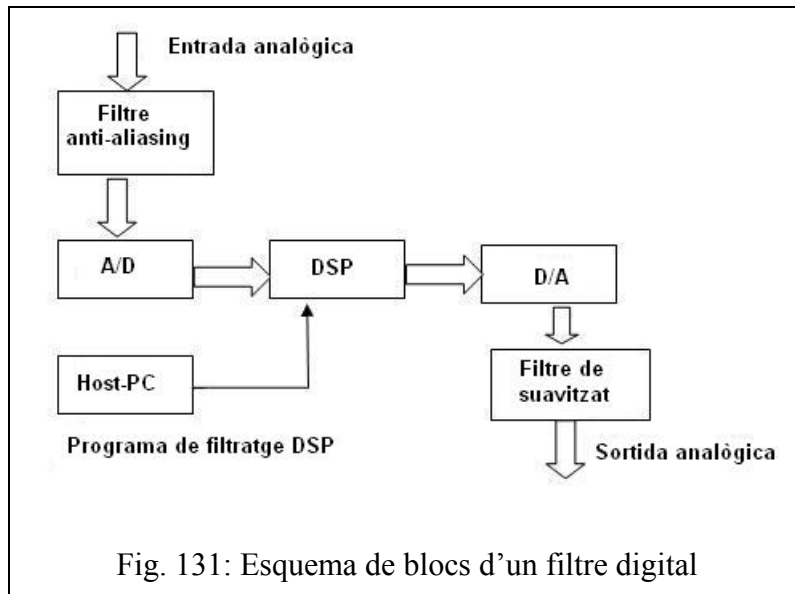 Entrada analògica
Filtre
anti-aliasing
A/D
DSP
D/A
Host-PC
Filtre de
suavitzat
Programa de filtratge DSP
Sortida analògica
Fig. 131: Esquema de blocs d'un filtre digital